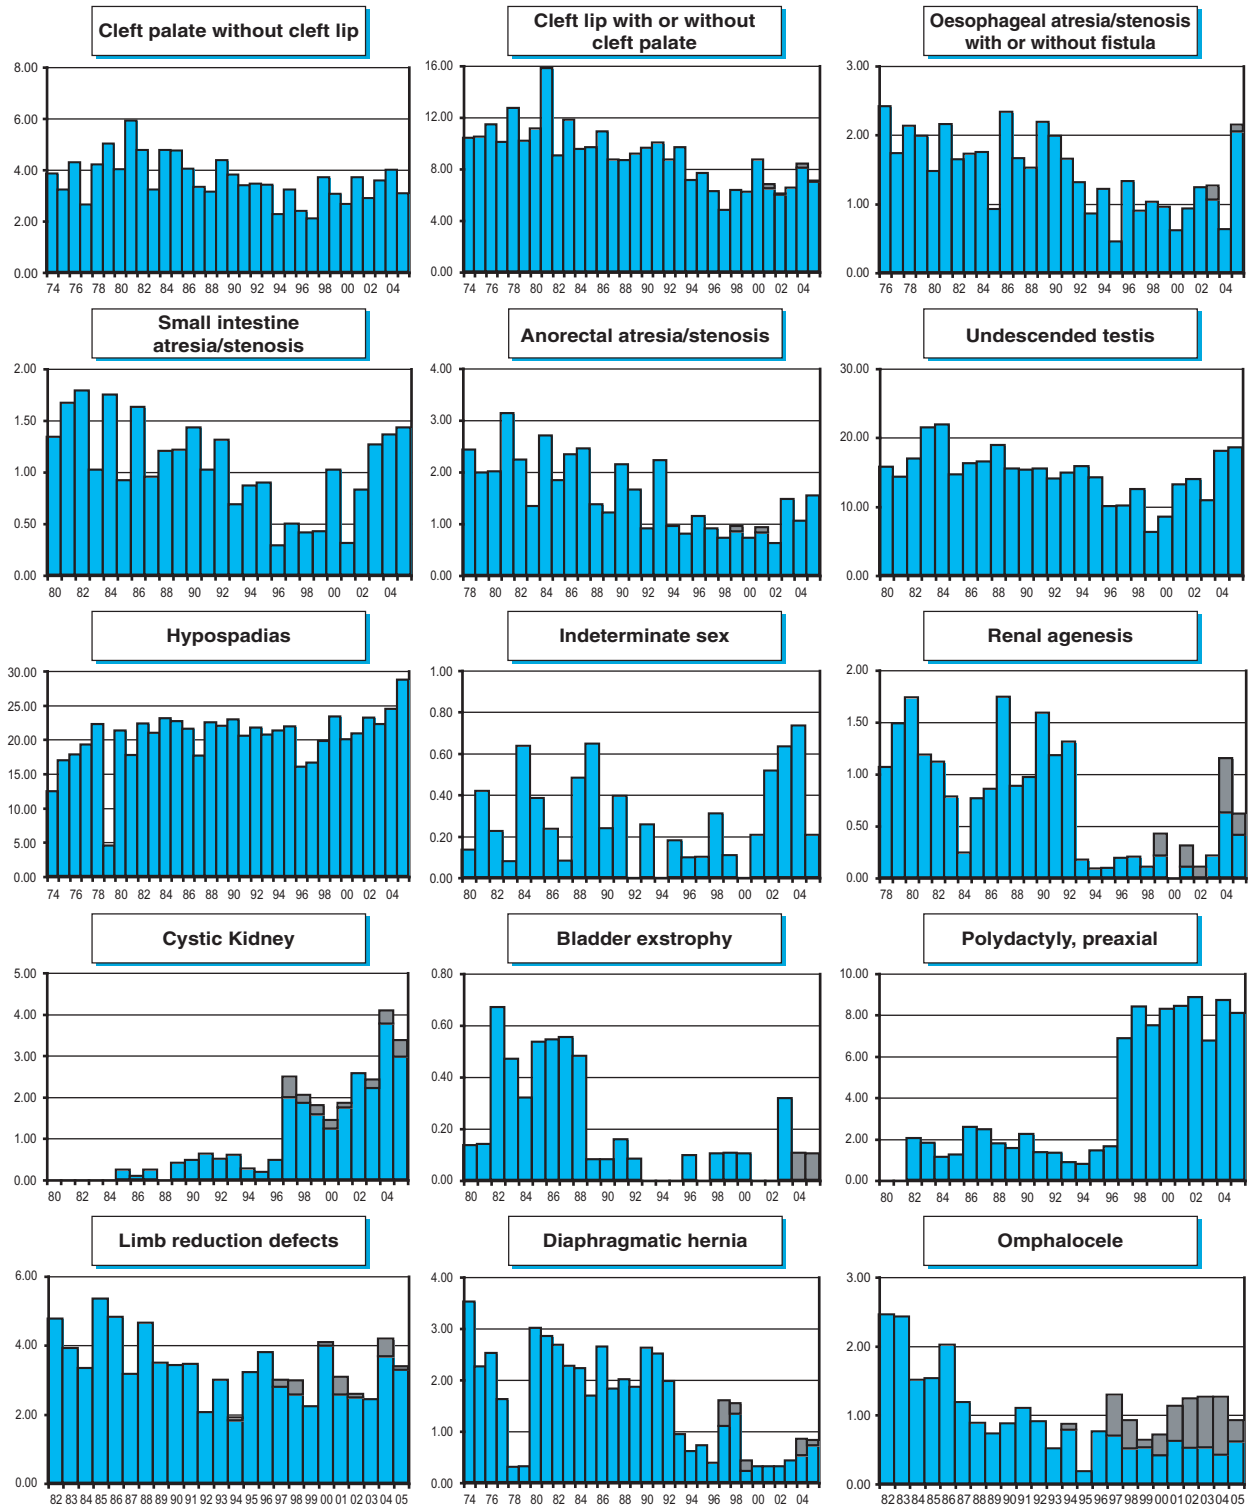 Cleft palate without cleft lip
8.00
6.00
4.00
2.00
0.00
74 76 78 80 82 84 86 88 90 92 94 96 98 00 02 04
Cleft lip with or without
cleft palate
16.00
12.00
8.00
4.00
0.00
74 76 78 80 82 84 86 88 90 92 94 96 98 00 02 04
Oesophageal atresia/stenosis
with or without fistula
3.00
2.00
1.00
0.00
76 78 80 82 84 86 88 90 92 94 96 98 00 02 04
Small intestine
atresia/stenosis
2.00
1.50
1.00
0.50
0.00
80 82 84 86 88 90 92 94 96 98 00 02 04
Anorectal atresia/stenosis
4.00
3.00
2.00
1.00
0.00
78 80 82 84 86 88 90 92 94 96 98 00 02 04
Undescended testis
30.00
20.00
10.00
0.00
80 82 84 86 88 90 92 94 96 98 00 02 04
Hypospadias
30.00
25.00
20.00
15.00
10.00
5.00
0.00
74 76 78 80 82 84 86 88 90 92 94 96 98 00 02 04
Indeterminate sex
1.00
0.80
0.60
0.40
0.20
0.00
80 82 84 86 88 90 92 94 96 98 00 02 04
Renal agenesis
2.00
1.50
1.00
0.50
0.00
78 80 82 84 86 88 90 92 94 96 98 00 02 04
Cystic Kidney
5.00
4.00
3.00
2.00
1.00
0.00
80 82 84 86 88 90 92 94 96 98 00 02 04
Bladder exstrophy
0.80
0.60
0.40
0.20
0.00
80 82 84 86 88 90 92 94 96 98 00 02 04
Polydactyly, preaxial
10.00
8.00
6.00
4.00
2.00
0.00
80 82 84 86 88 90 92 94 96 98 00 02 04
Limb reduction defects
6.00
4.00
2.00
0.00
82 83 84 85 86 87 88 89 90 91 92 93 94 95 96 97 98 99 00 01 02 03 04 05
Diaphragmatic hernia
4.00
3.00
2.00
1.00
0.00
74 76 78 80 82 84 86 88 90 92 94 96 98 00 02 04
Omphalocele
3.00
2.00
1.00
0.00
82 83 84 85 86 87 88 89 90 91 92 93 94 95 96 97 98 99 00 01 02 03 04 05